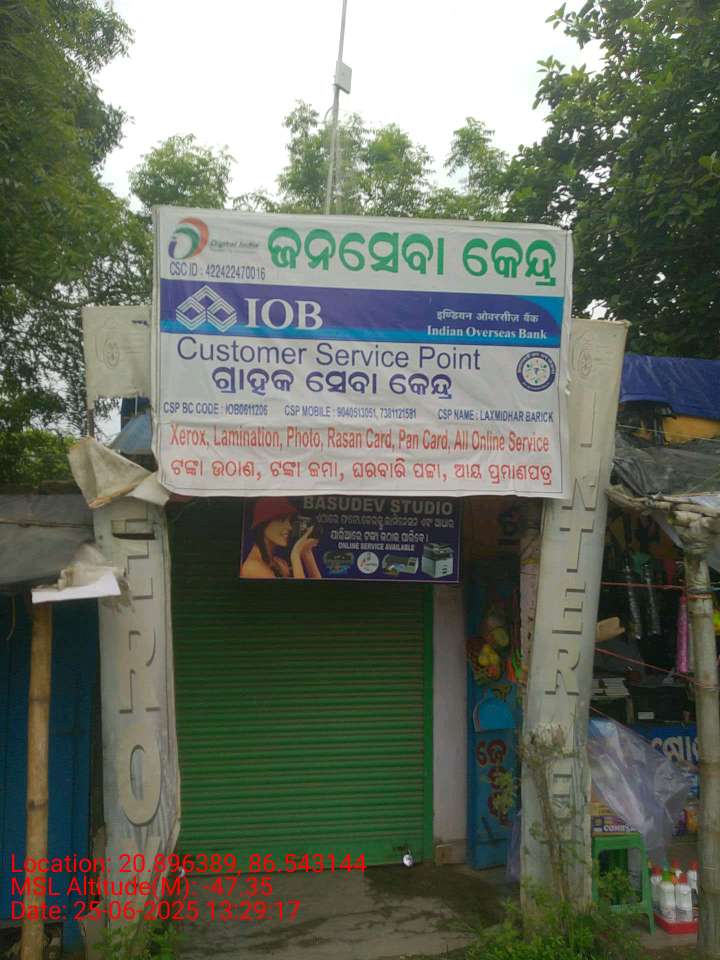 Digital India
ଜନସେବା କେନ୍ଦ୍ର
CSC ID : 422422470016
IOB
इण्डियन ओवरसीज़ बैंक
Indian Overseas Bank
Customer Service Point
ଗ୍ରାହକ ସେବା କେନ୍ଦ୍ର
CSP BC CODE : IOB0611206 CSP MOBILE : 9040513051, 7381121581 CSP NAME : LAXMIDHAR BARICK
Xerox, Lamination, Photo, Rasan Card, Pan Card, All Online Service
ଟଙ୍କା ଉଠାଣ, ଟଙ୍କା ଜମା, ଘରବାରି ପଟ୍ଟା, ଆୟ ପ୍ରମାଣପତ୍ର
BASUDEV STUDIO
ପାରିଆରେ ଟଙ୍କା କଠାଇ ପାରିବେ ।
ONLINE SERVICE AVAILABLE
Location: 20.896389, 86.543144
MSL Altitude(M): -47.35
Date: 25-06-2025 13:29:17